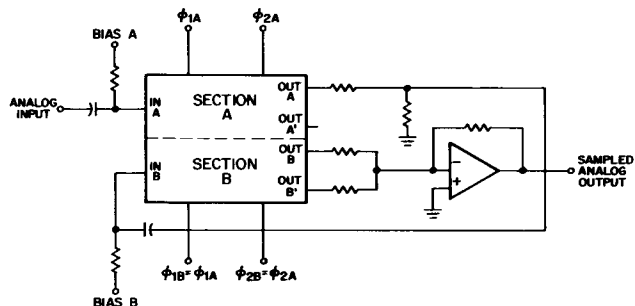 ϕ1A
ϕ2A
BIAS A
ANALOG
INPUT
IN
A
SECTION
A
OUT
A
OUT
A'
IN
B
SECTION
B
OUT
B
OUT
B'
−
+
SAMPLED
ANALOG
OUTPUT
ϕ1B= ϕ1A
ϕ2B= ϕ2A
BIAS B